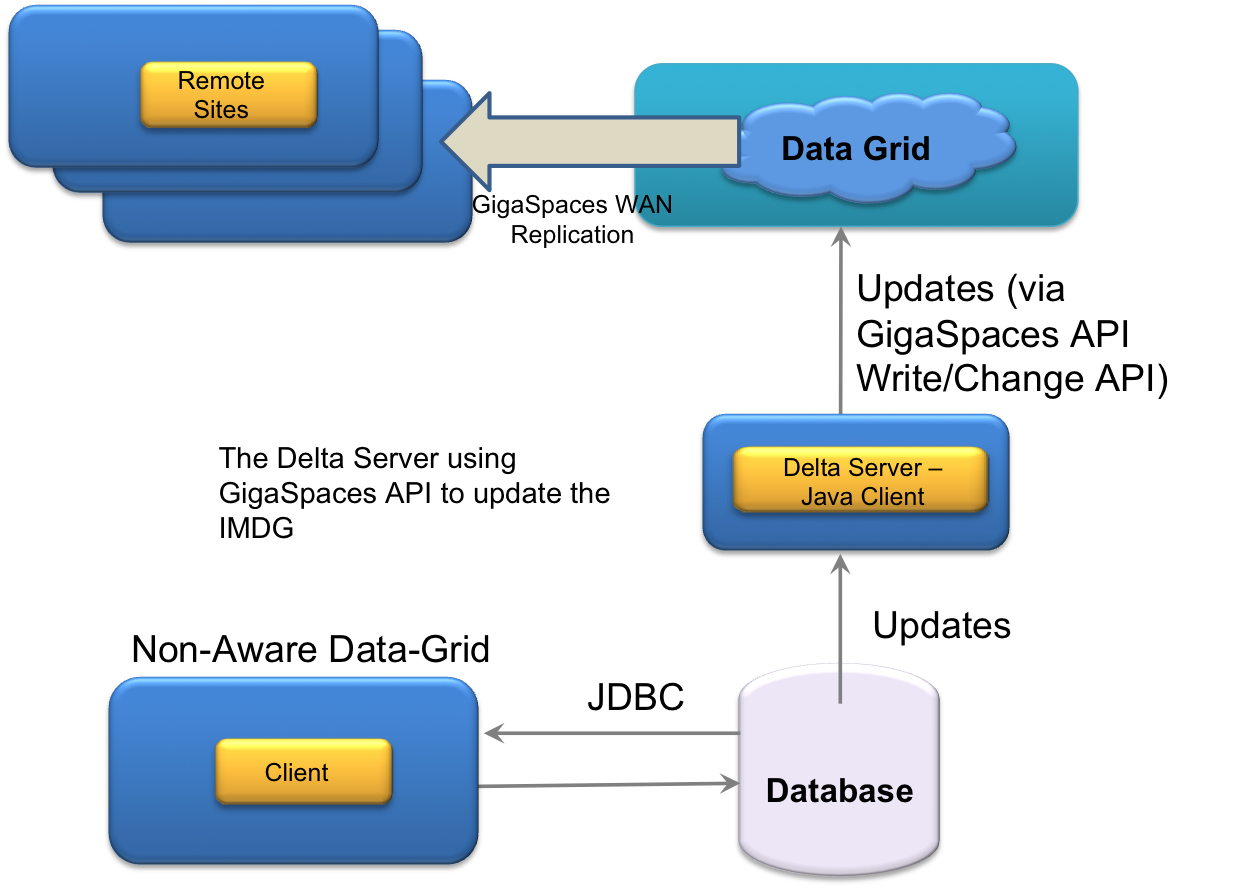 Remote
Sites
Data Grid
GigaSpaces WAN
Replication
Updates (via
GigaSpaces API
Write/Change API)
The Delta Server using
GigaSpaces API to update the
IMDG
Delta Server –
Java Client
Updates
Non-Aware Data-Grid
JDBC
Client
Database